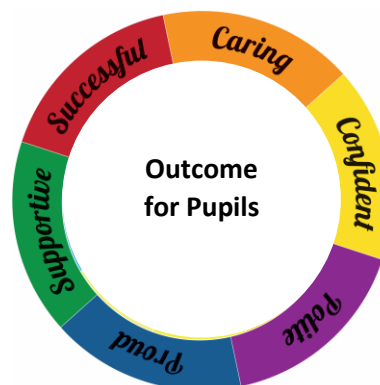 Caring
Confident
Polite
Proud
Supportive
Successful
Outcome
for Pupils